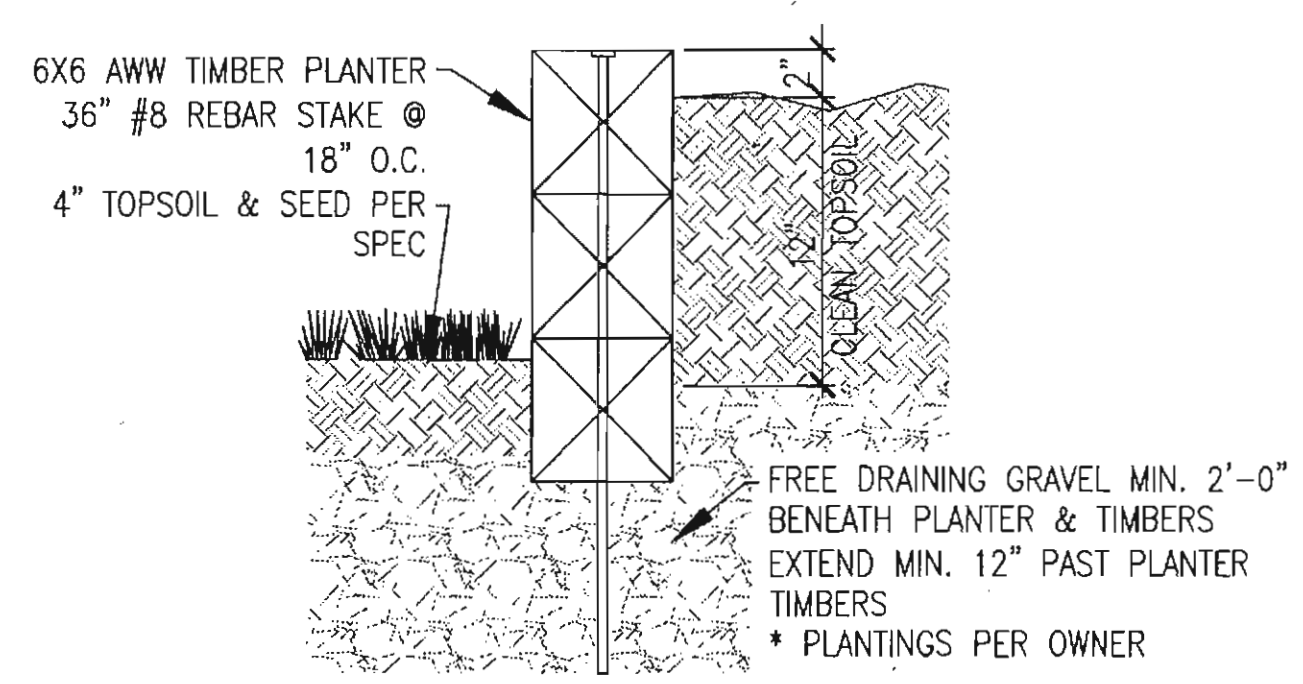 6X6 AWW TIMBER PLANTER
36" #8 REBAR STAKE @
18" O.C.
4" TOPSOIL & SEED PER
SPEC
2"
12"
CLEAN TOPSOIL
FREE DRAINING GRAVEL MIN. 2'-0"
BENEATH PLANTER & TIMBERS
EXTEND MIN. 12" PAST PLANTER
TIMBERS
* PLANTINGS PER OWNER